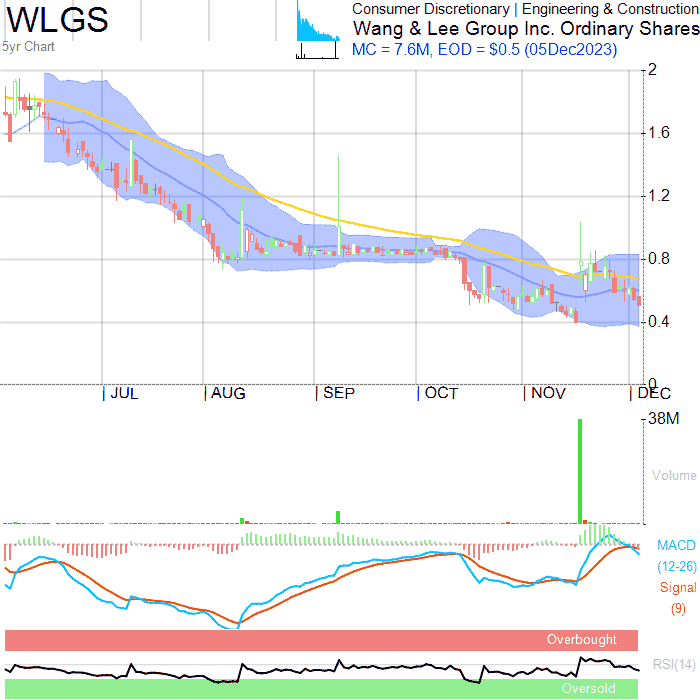 WLGS
5yr Chart
Consumer Discretionary | Engineering & Construction
Wang & Lee Group Inc. Ordinary Shares
MC = 7.6M, EOD = $0.5 (05Dec2023)
2
1.6
1.2
0.8
0.4
0
JUL AUG SEP OCT NOV DEC
38M
Volume
MACD
(12-26)
Signal
(9)
Overbought
RSI(14)
Oversold